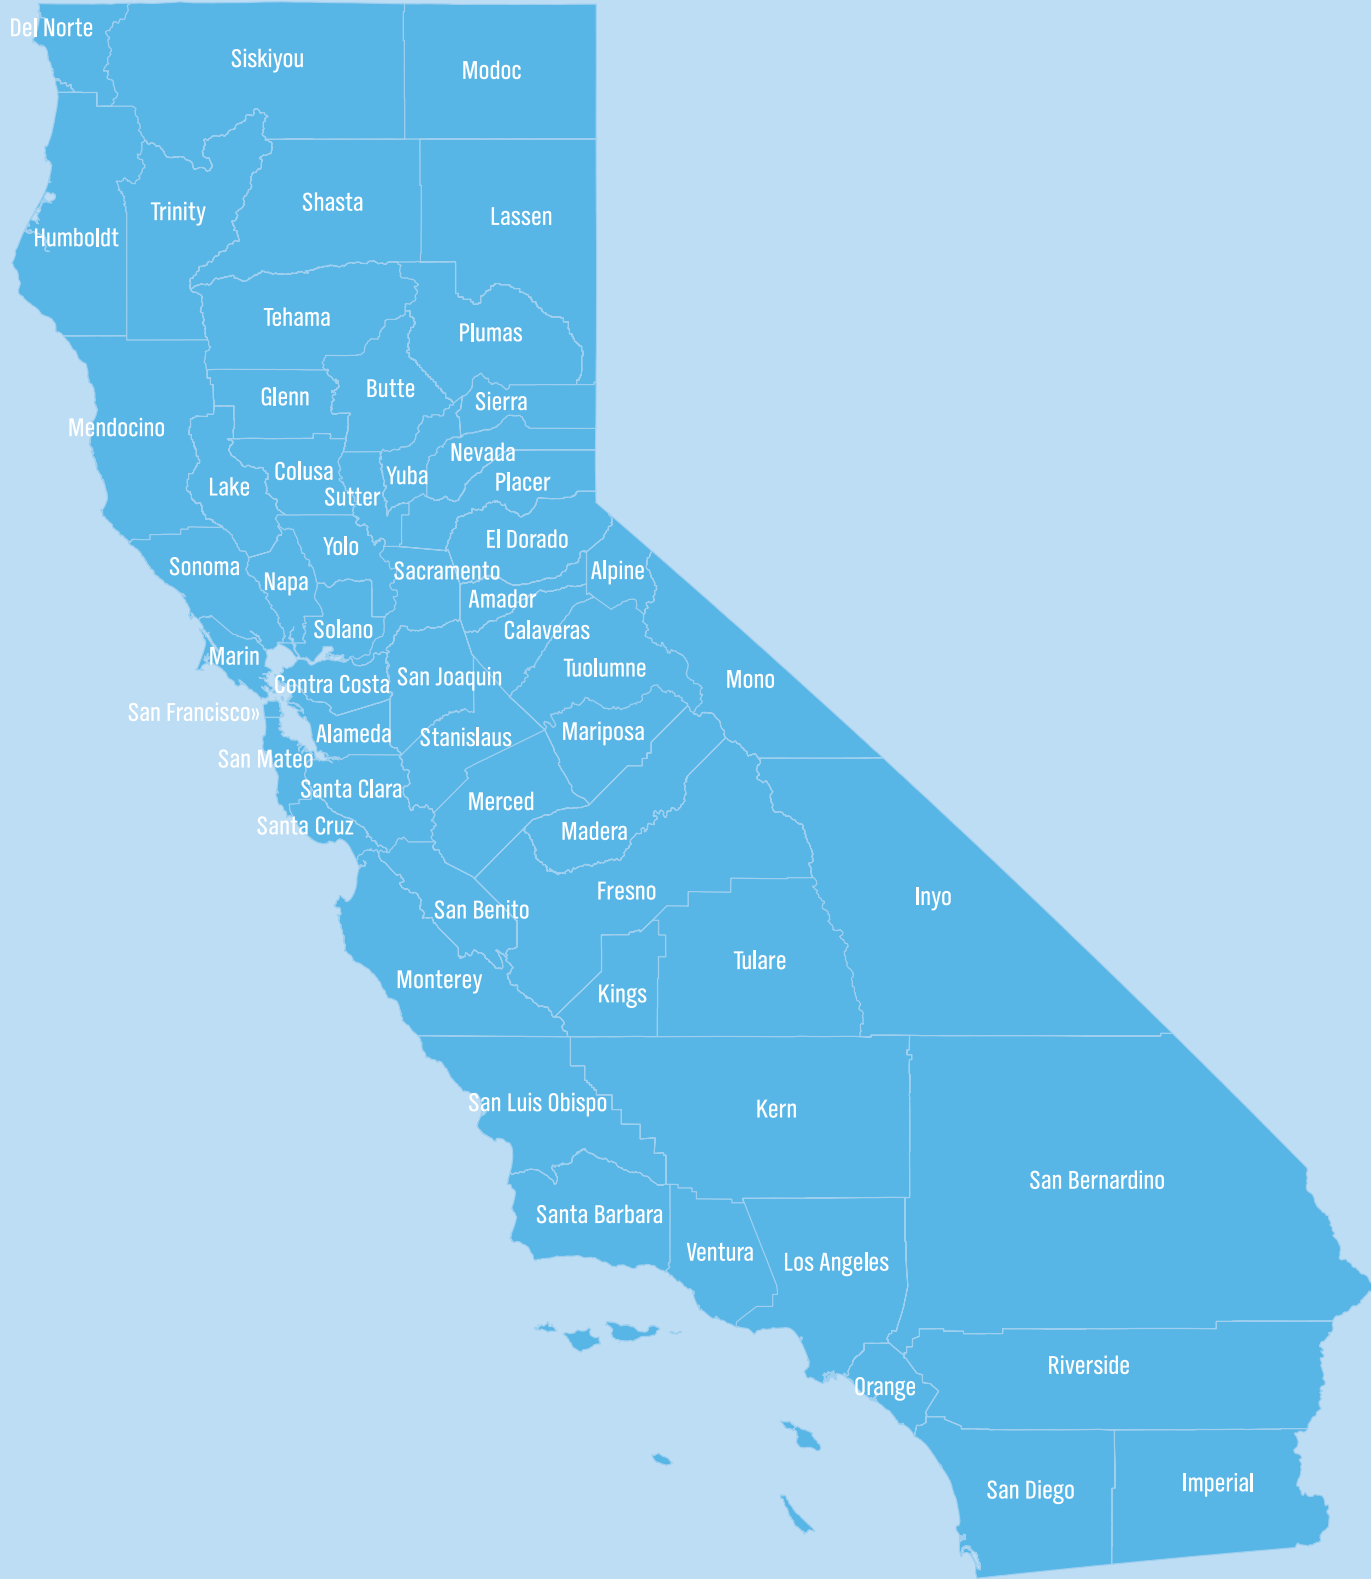 Del Norte
Siskiyou
Modoc
Shasta
Trinity
Lassen
Humboldt
Tehama
Plumas
Butte
Glenn
Sierra
Mendocino
Nevada
Colusa
Yuba
Placer
Lake
Sutter
El Dorado
Yolo
Sonoma
Sacramento
Alpine
Napa
Amador
Solano
Calaveras
Marin
Tuolumne
San Joaquin
Mono
Contra Costa
San Francisco»
Mariposa
Alameda
Stanislaus
San Mateo
Santa Clara
Merced
Santa Cruz
Madera
Fresno
Inyo
San Benito
Tulare
Monterey
Kings
San Luis Obispo
Kern
San Bernardino
Santa Barbara
Ventura
Los Angeles
Riverside
Orange
Imperial
San Diego